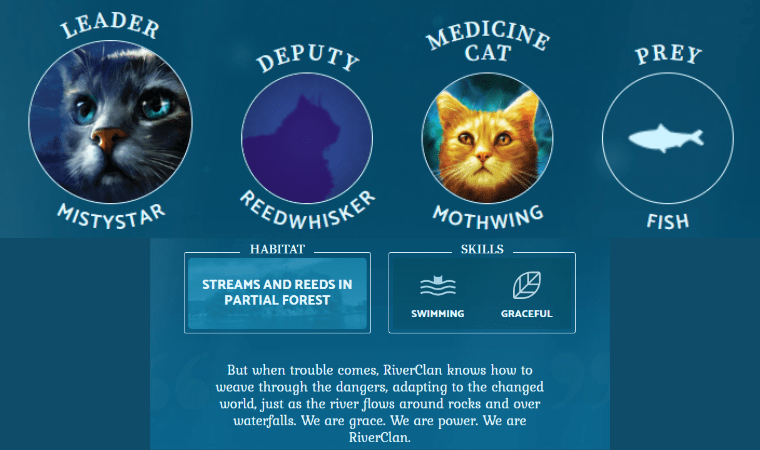 LEADER
MISTYSTAR
DEPUTY
REEDWHISKER
MEDICINE
CAT
MOTHWING
PREY
FISH
HABITAT
STREAMS AND REEDS IN
PARTIAL FOREST
SKILLS
SWIMMING
GRACEFUL
But when trouble comes, RiverClan knows how to
weave through the dangers, adapting to the changed
world, just as the river flows around rocks and over
waterfalls. We are grace. We are power. We are
RiverClan.